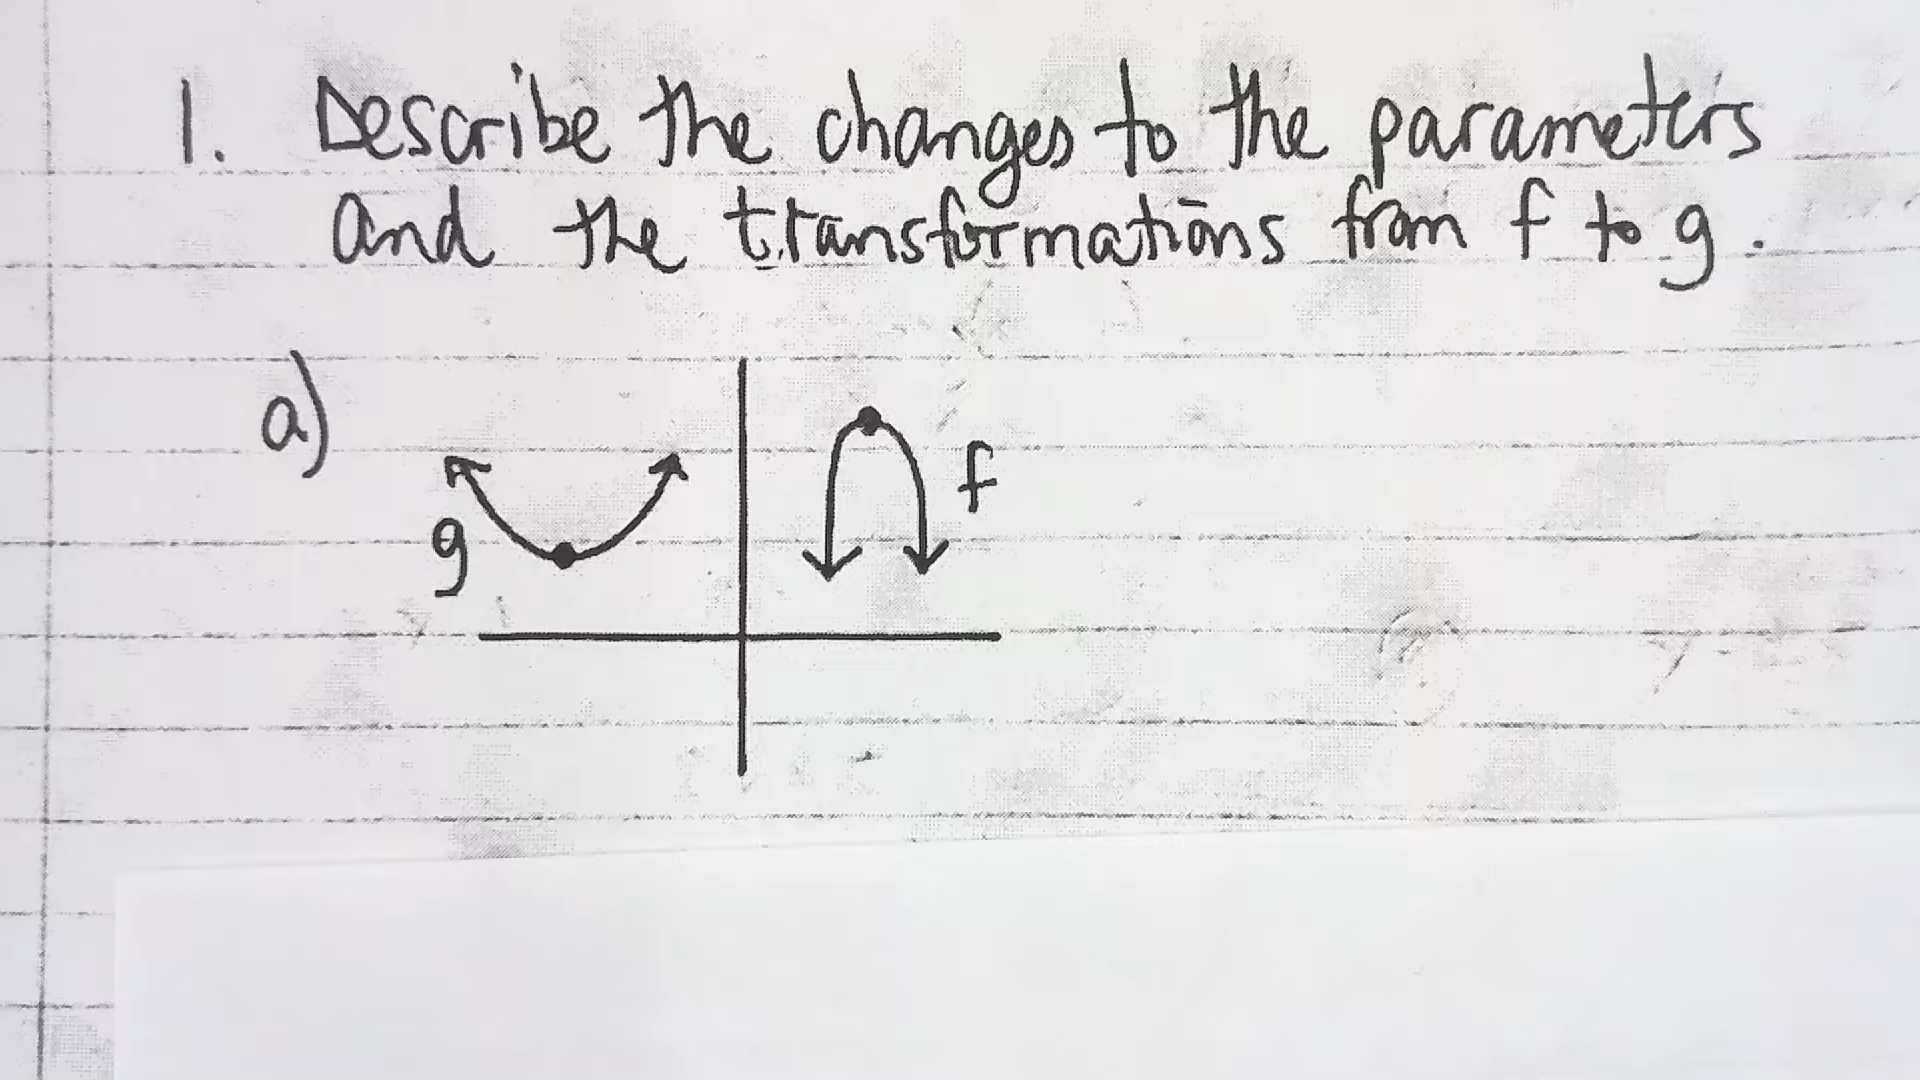 1. Describe the changes to the parameters
and the transformations from f to g.
a)
g
f